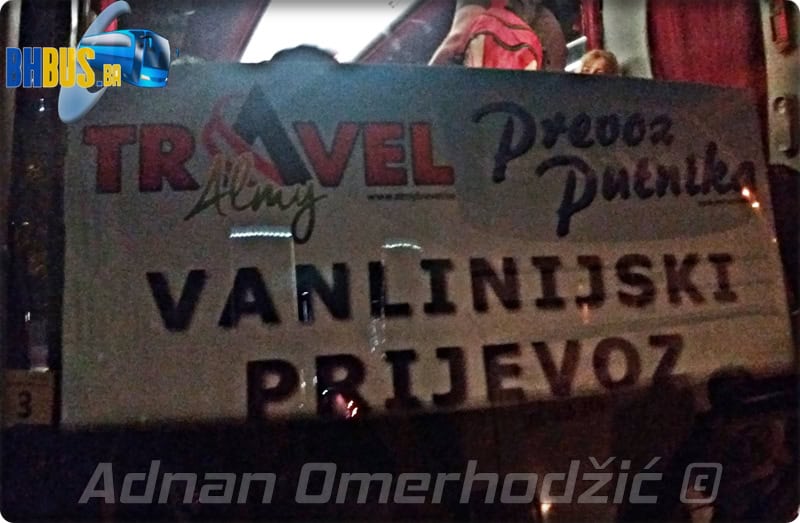 BHBUS.BA
TRAVEL
Almy
Prevoz
Putnika
VANLINIJSKI
PRIJEVOZ
3
Adnan Omerhodžić ©